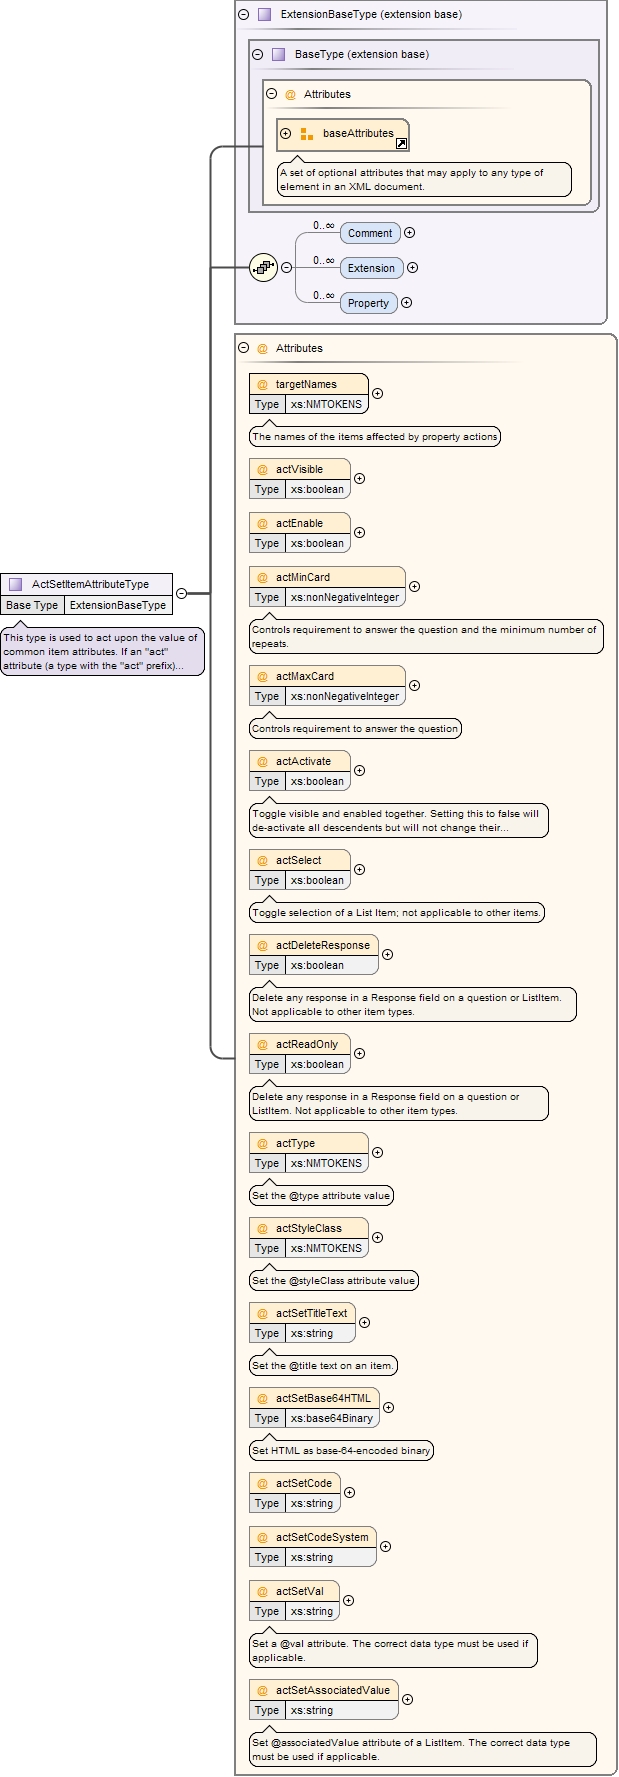 ExtensionBaseType (extension base)
BaseType (extension base)
@ Attributes
baseAttributes
A set of optional attributes that may apply to any type of
element in an XML document.
0..∞
Comment
0..∞
Extension
0..∞
Property
@ Attributes
@ targetNames
Type xs:NMTOKENS
The names of the items affected by property actions
@ actVisible
Type xs:boolean
@ actEnable
Type xs:boolean
ActSetItemAttributeType
Base Type ExtensionBaseType
This type is used to act upon the value of
common item attributes. If an "act"
attribute (a type with the "act" prefix)...
@ actMinCard
Type xs:nonNegativeInteger
Controls requirement to answer the question and the minimum number of
repeats.
@ actMaxCard
Type xs:nonNegativeInteger
Controls requirement to answer the question
@ actActivate
Type xs:boolean
Toggle visible and enabled together. Setting this to false will
de-activate all descendents but will not change their...
@ actSelect
Type xs:boolean
Toggle selection of a List Item; not applicable to other items.
@ actDeleteResponse
Type xs:boolean
Delete any response in a Response field on a question or ListItem.
Not applicable to other item types.
@ actReadOnly
Type xs:boolean
Delete any response in a Response field on a question or
ListItem. Not applicable to other item types.
@ actType
Type xs:NMTOKENS
Set the @type attribute value
@ actStyleClass
Type xs:NMTOKENS
Set the @styleClass attribute value
@ actSetTitleText
Type xs:string
Set the @title text on an item.
@ actSetBase64HTML
Type xs:base64Binary
Set HTML as base-64-encoded binary
@ actSetCode
Type xs:string
@ actSetCodeSystem
Type xs:string
@ actSetVal
Type xs:string
Set a @val attribute. The correct data type must be used if
applicable.
@ actSetAssociatedValue
Type xs:string
Set @associatedValue attribute of a ListItem. The correct data type
must be used if applicable.